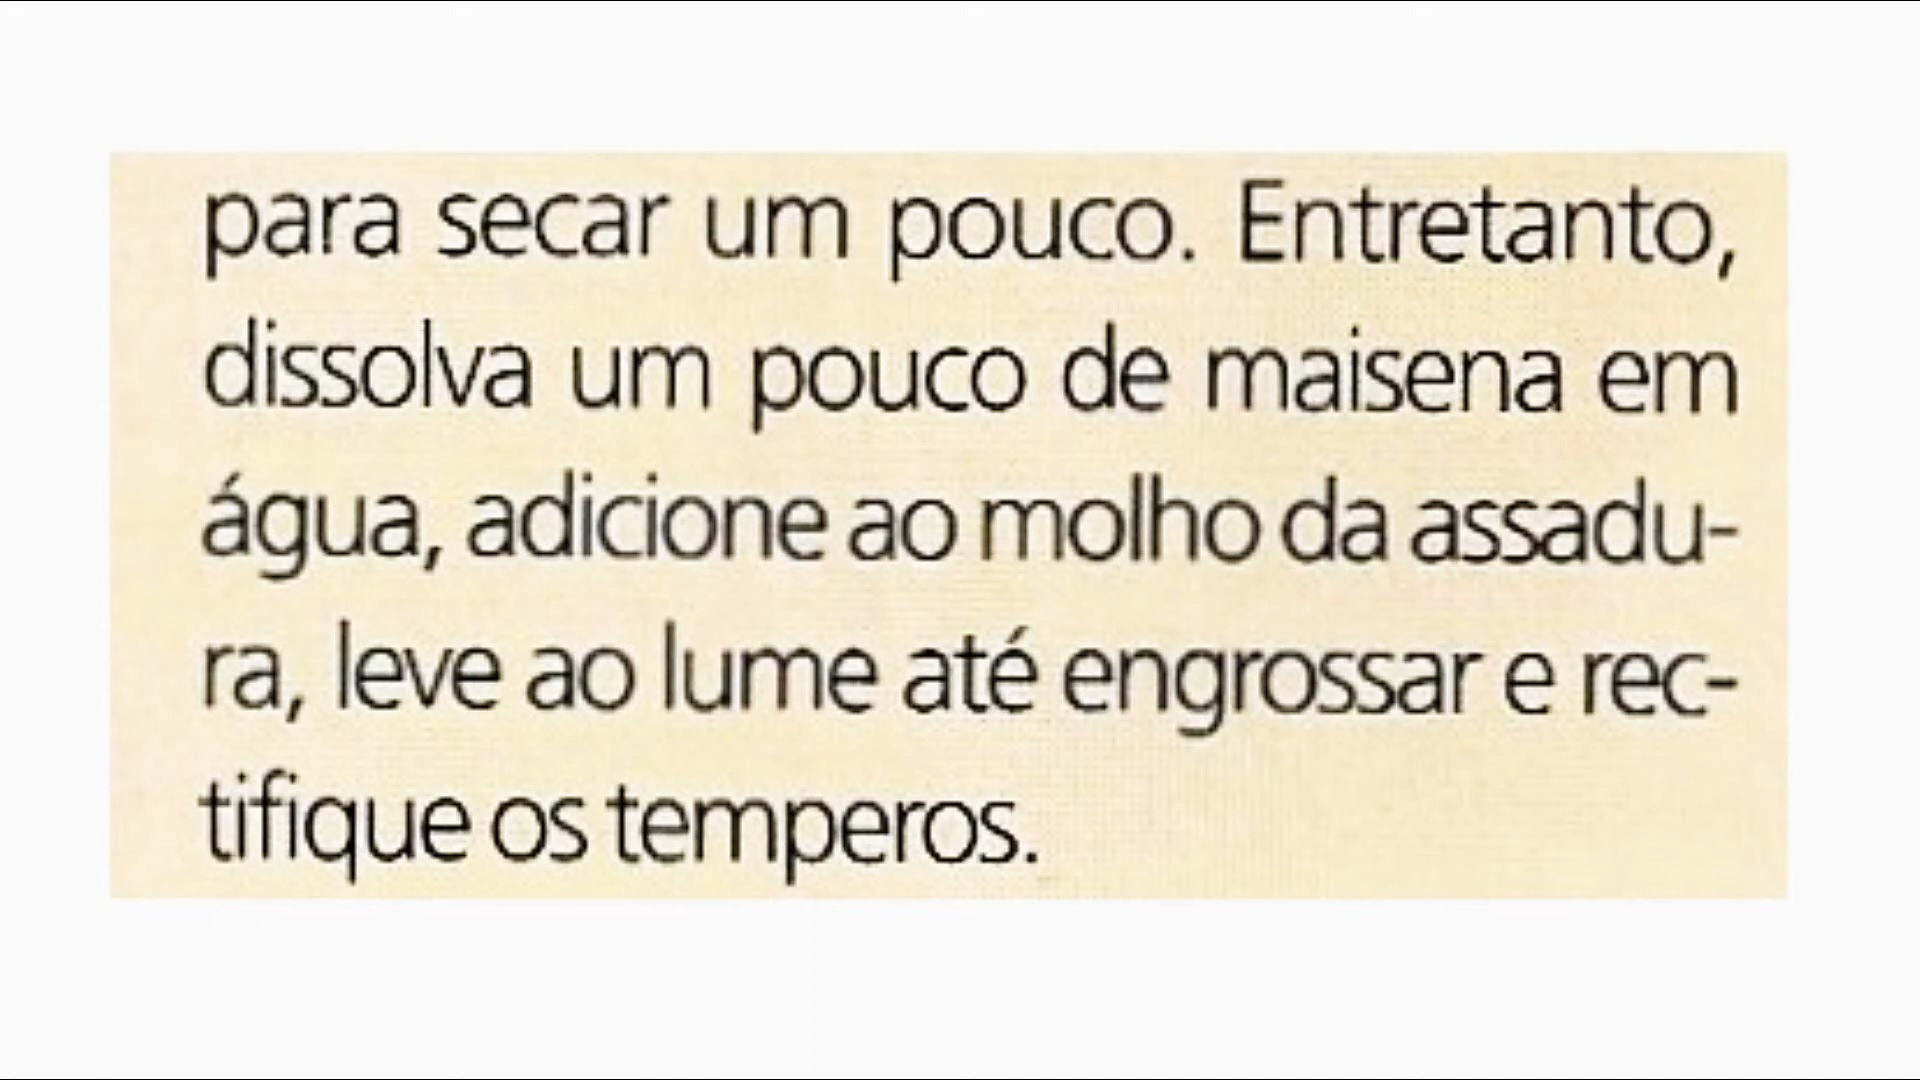 para secar um pouco. Entretanto,
dissolva um pouco de maisena em
água, adicione ao molho da assadu-
ra, leve ao lume até engrossar e rec-
tifique os temperos.